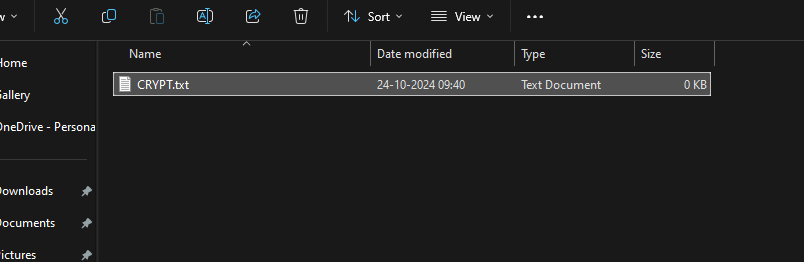 Sort
View
Name
Date modified
Type
Size
CRYPT.txt
24-10-2024 09:40
Text Document
0 KB
Home
Gallery
OneDrive - Persona
Downloads
Documents
Pictures